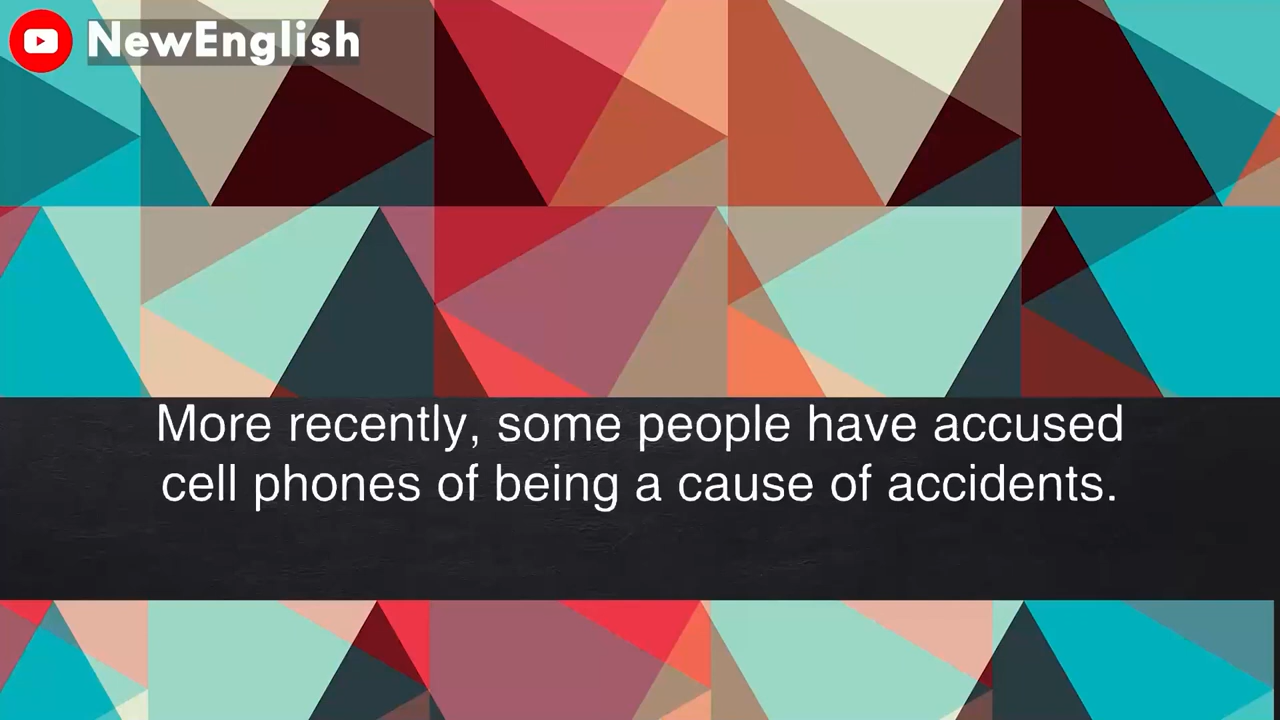 NewEnglish
More recently, some people have accused
cell phones of being a cause of accidents.